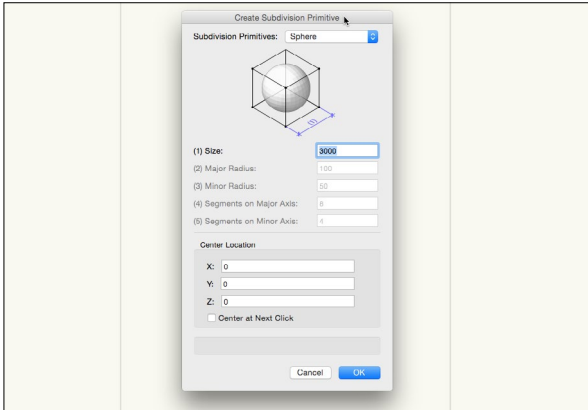 Create Subdivision Primitive
Subdivision Primitives: Sphere
(1)
(1) Size: 3000
(2) Major Radius: 100
(3) Minor Radius: 50
(4) Segments on Major Axis: 8
(5) Segments on Minor Axis: 4
Center Location
X: 0
Y: 0
Z: 0
Center at Next Click
Cancel OK